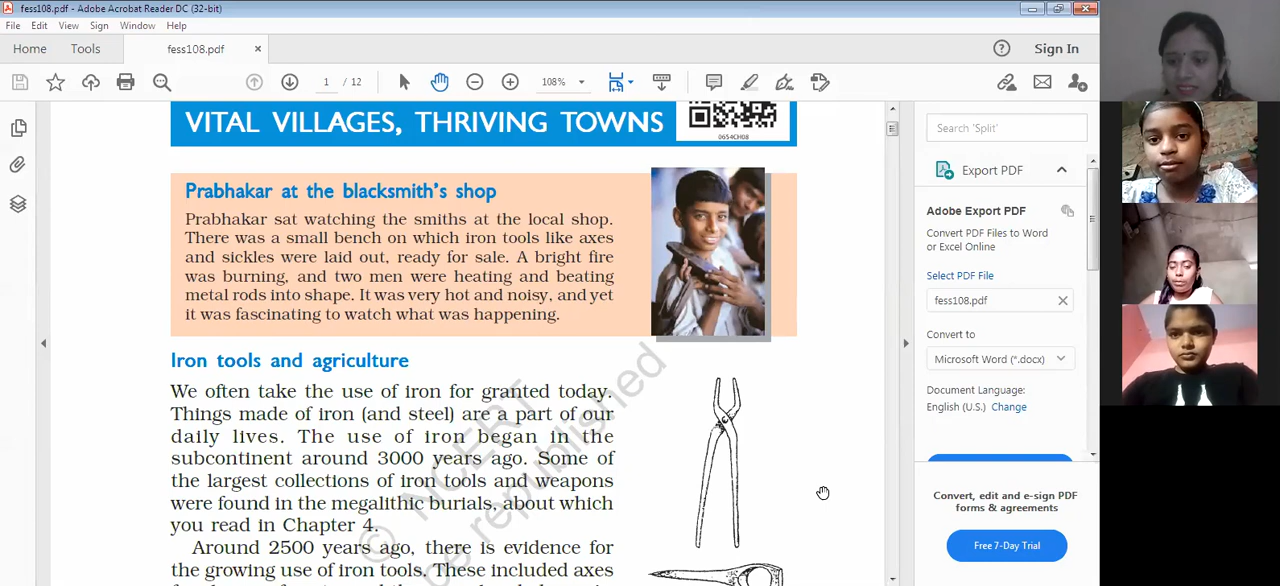 fess108.pdf - Adobe Acrobat Reader DC (32-bit)
File Edit View Sign Window Help
Home Tools fess108.pdf × Sign In
1 / 12 108%
VITAL VILLAGES, THRIVING TOWNS
0654CH08
Prabhakar at the blacksmith's shop
Prabhakar sat watching the smiths at the local shop.
There was a small bench on which iron tools like axes
and sickles were laid out, ready for sale. A bright fire
was burning, and two men were heating and beating
metal rods into shape. It was very hot and noisy, and yet
it was fascinating to watch what was happening.
Iron tools and agriculture
We often take the use of iron for granted today.
Things made of iron (and steel) are a part of our
daily lives. The use of iron began in the
subcontinent around 3000 years ago. Some of
the largest collections of iron tools and weapons
were found in the megalithic burials, about which
you read in Chapter 4.
Around 2500 years ago, there is evidence for
the growing use of iron tools. These included axes
© NCERT
be republished
Search 'Split'
Export PDF
Adobe Export PDF
Convert PDF Files to Word
or Excel Online
Select PDF File
fess108.pdf
Convert to
Microsoft Word (*.docx)
Document Language:
English (U.S.) Change
Convert, edit and e-sign PDF
forms & agreements
Free 7-Day Trial